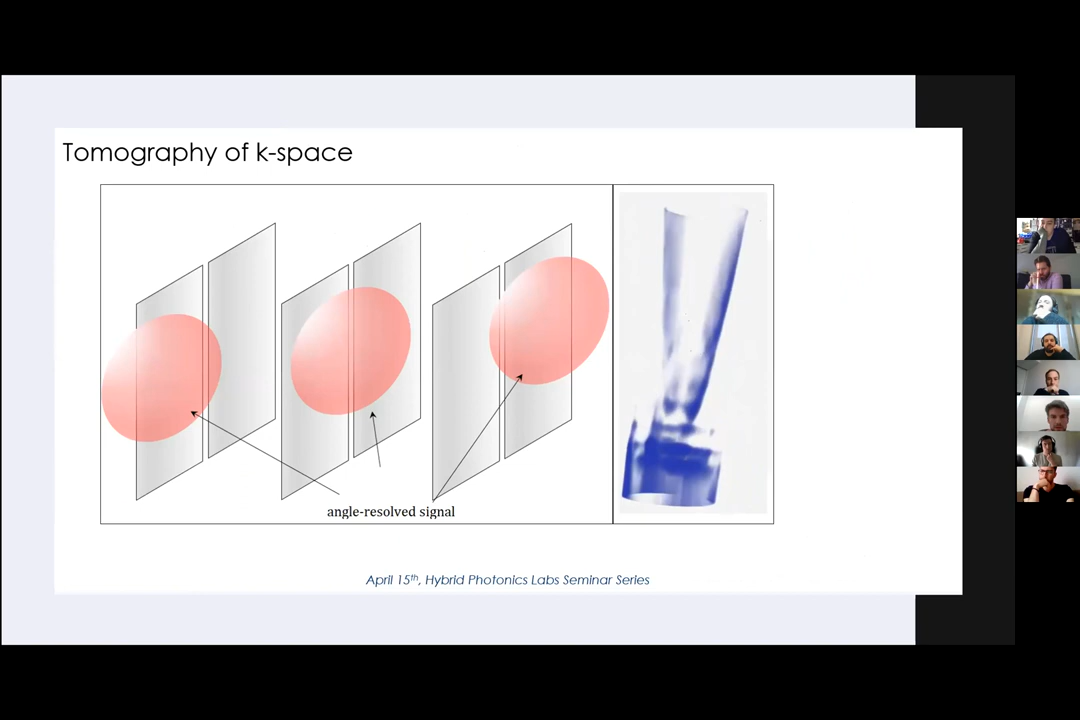 Tomography of k-space
angle-resolved signal
April 15th, Hybrid Photonics Labs Seminar Series